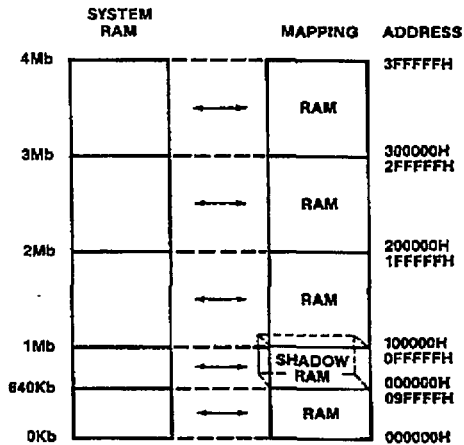 SYSTEM RAM
MAPPING
ADDRESS
4Mb
3FFFFFH
RAM
3Mb
300000H
2FFFFFH
RAM
2Mb
200000H
1FFFFFH
RAM
1Mb
100000H
0FFFFFH
SHADOW RAM
640Kb
000000H
09FFFFH
RAM
0Kb
000000H